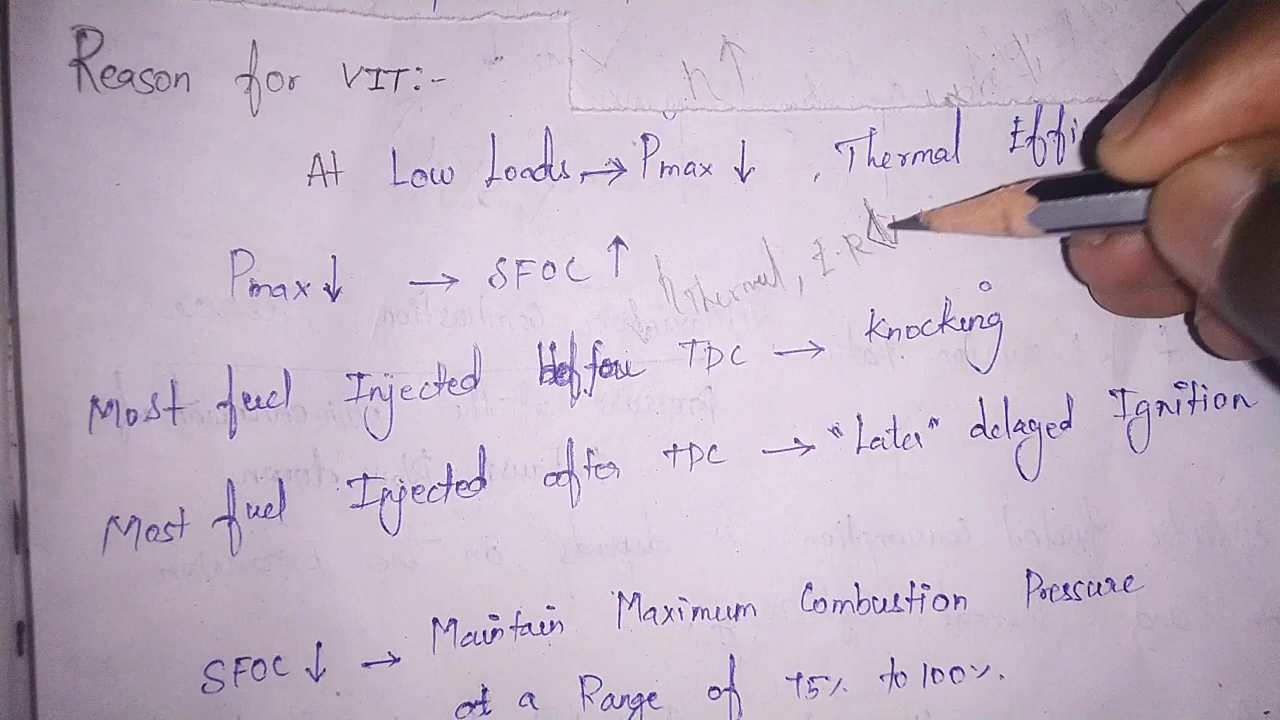 Reason for VIT:-
η↑
At Low Loads, → Pmax ↓ , Thermal Effi
Pmax ↓ → SFOC ↑ ηThermal, I.P
Most fuel Injected before TDC → Knocking
Most fuel Injected after TDC → "Later" delayed Ignition
SFOC ↓ → Maintain Maximum Combustion Pressure
at a Range of 75% to 100%.